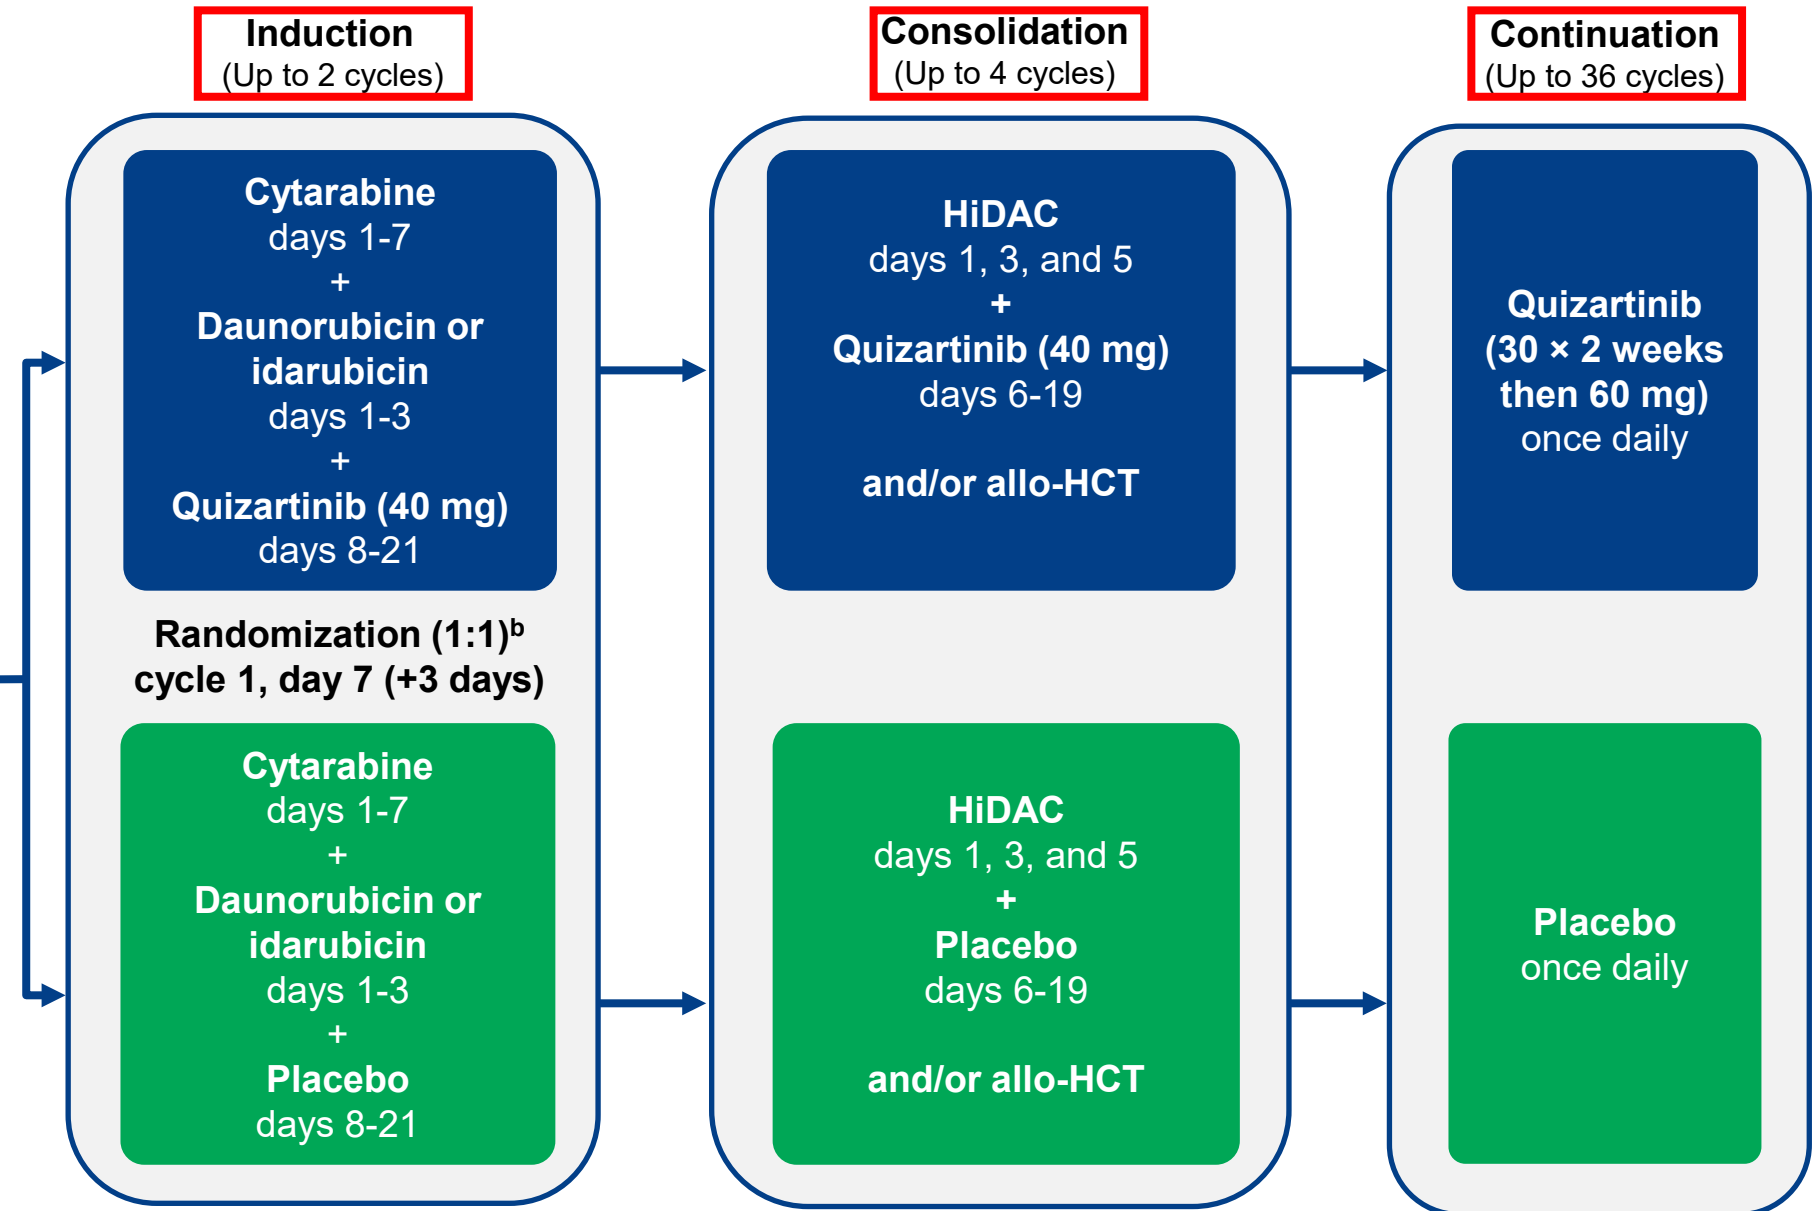 Induction
(Up to 2 cycles)
Cytarabine
days 1-7
+
Daunorubicin or
idarubicin
days 1-3
+
Quizartinib (40 mg)
days 8-21
Randomization (1:1)ᵇ
cycle 1, day 7 (+3 days)
Cytarabine
days 1-7
+
Daunorubicin or
idarubicin
days 1-3
+
Placebo
days 8-21
Consolidation
(Up to 4 cycles)
HiDAC
days 1, 3, and 5
+
Quizartinib (40 mg)
days 6-19
and/or allo-HCT
HiDAC
days 1, 3, and 5
+
Placebo
days 6-19
and/or allo-HCT
Continuation
(Up to 36 cycles)
Quizartinib
(30 × 2 weeks
then 60 mg)
once daily
Placebo
once daily